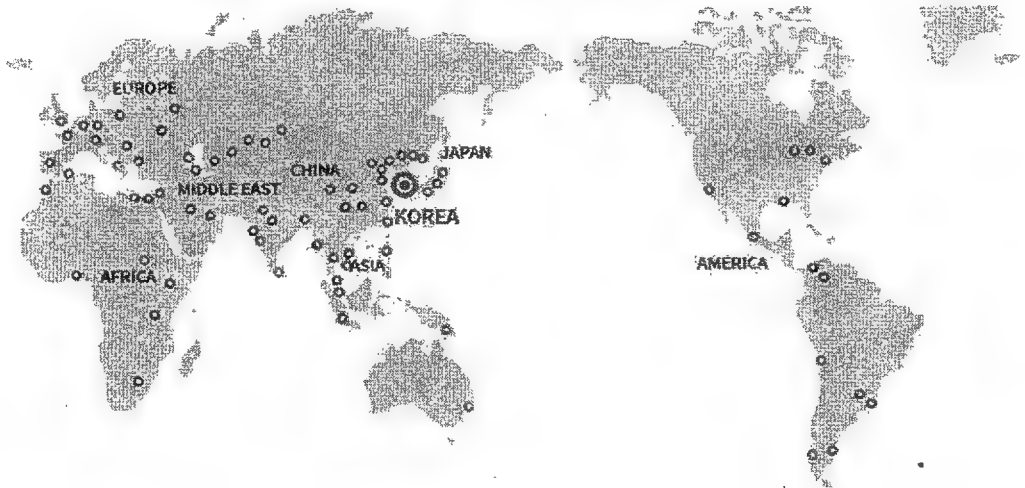 EUROPE
JAPAN
CHINA
MIDDLE EAST
KOREA
ASIA
AMERICA
AFRICA